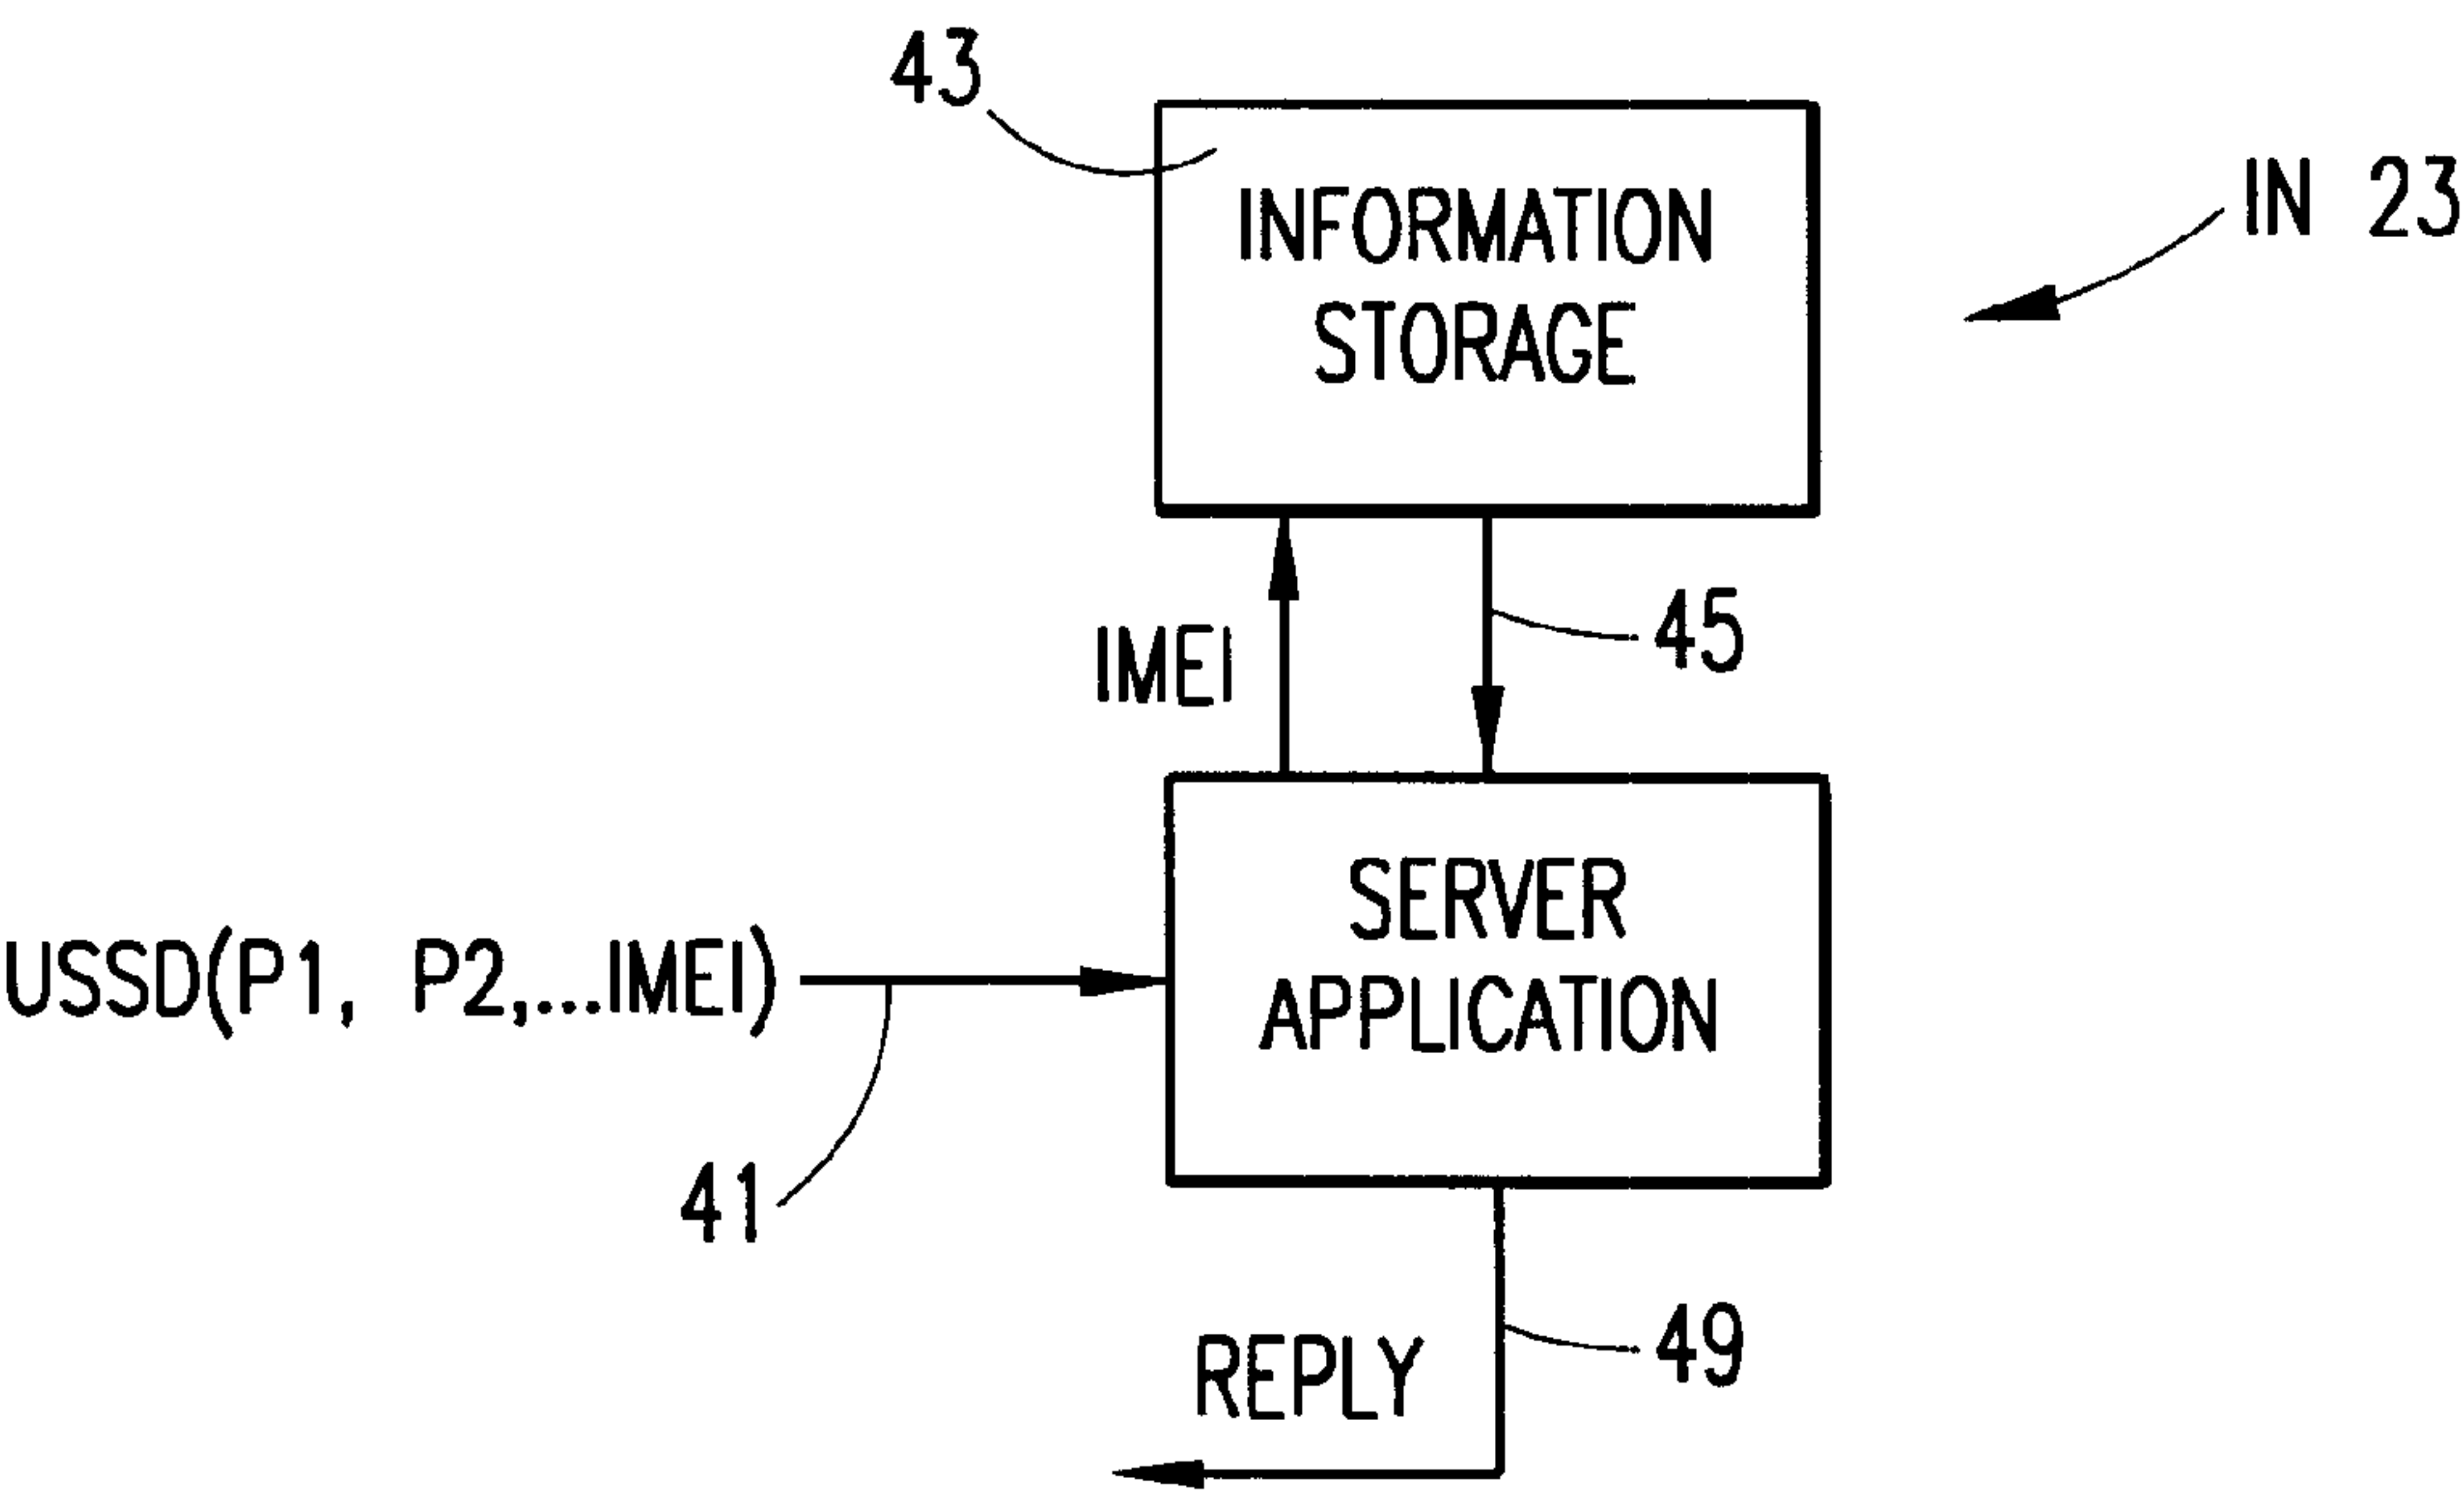 43
IN 23
INFORMATION
STORAGE
IMEI
45
USSD(P1, P2,...IMEI)
SERVER
APPLICATION
41
REPLY
49